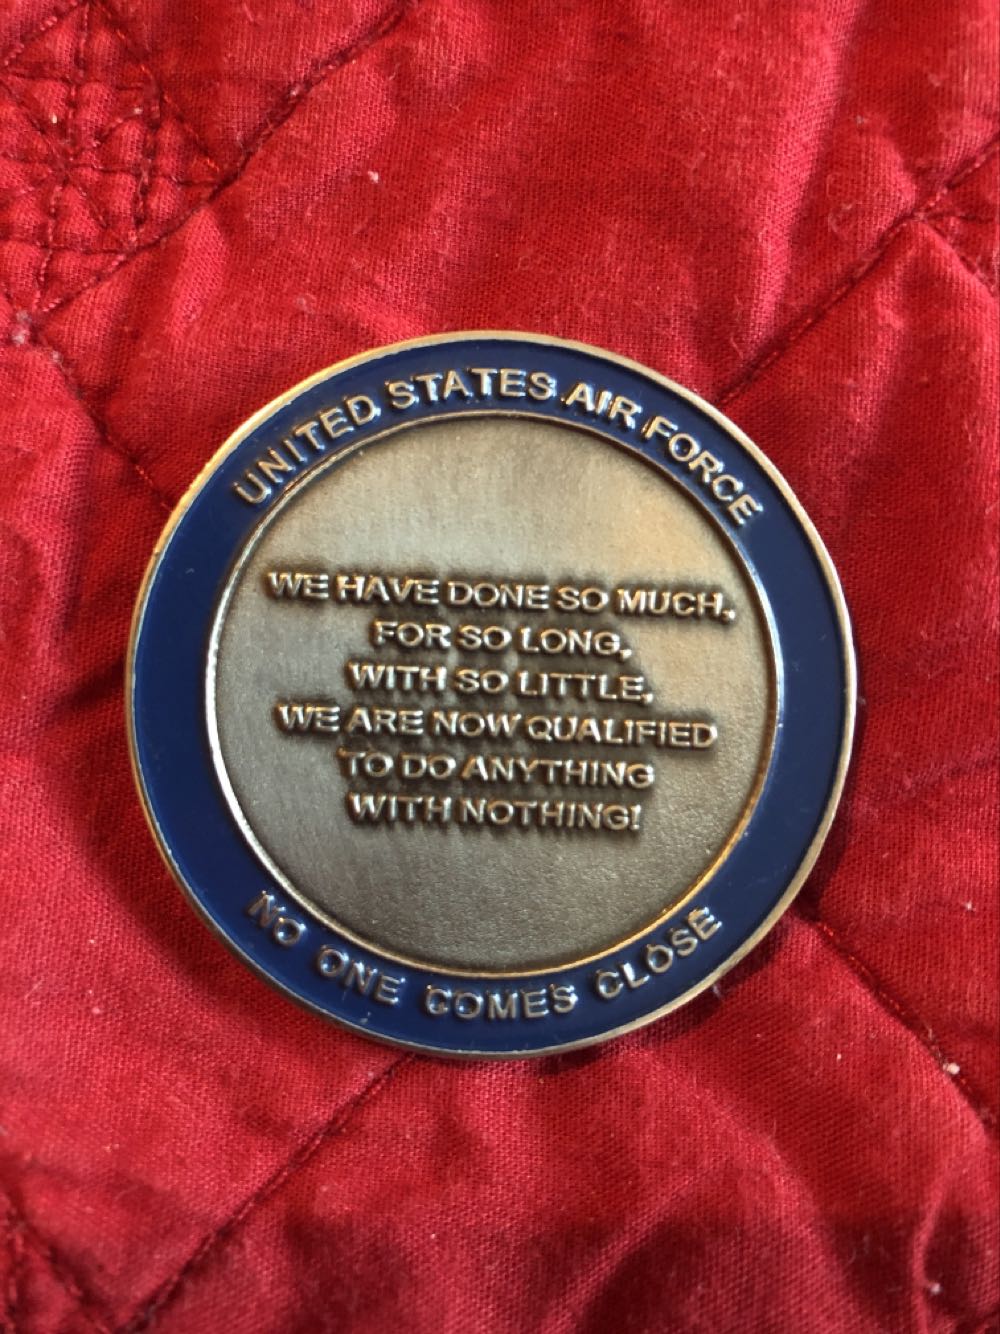 UNITED STATES AIR FORCE
WE HAVE DONE SO MUCH,
FOR SO LONG,
WITH SO LITTLE,
WE ARE NOW QUALIFIED
TO DO ANYTHING
WITH NOTHING!
NO ONE COMES CLOSE